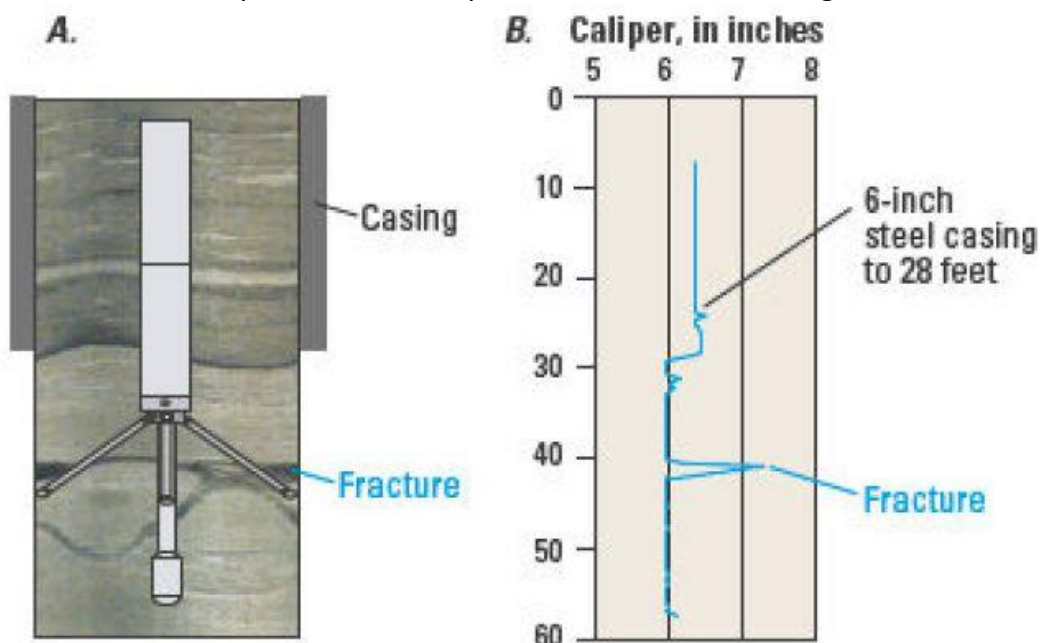 A.
Casing
Fracture
B. Caliper, in inches
5 6 7 8
0
10
20
30
40
50
60
6-inch
steel casing
to 28 feet
Fracture